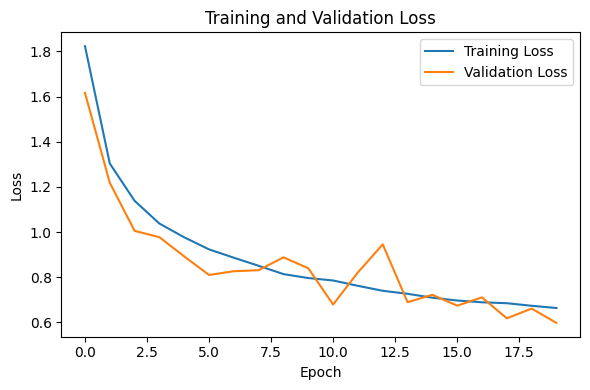 Training and Validation Loss
Training Loss
Validation Loss
Loss
1.8
1.6
1.4
1.2
1.0
0.8
0.6
0.0 2.5 5.0 7.5 10.0 12.5 15.0 17.5
Epoch